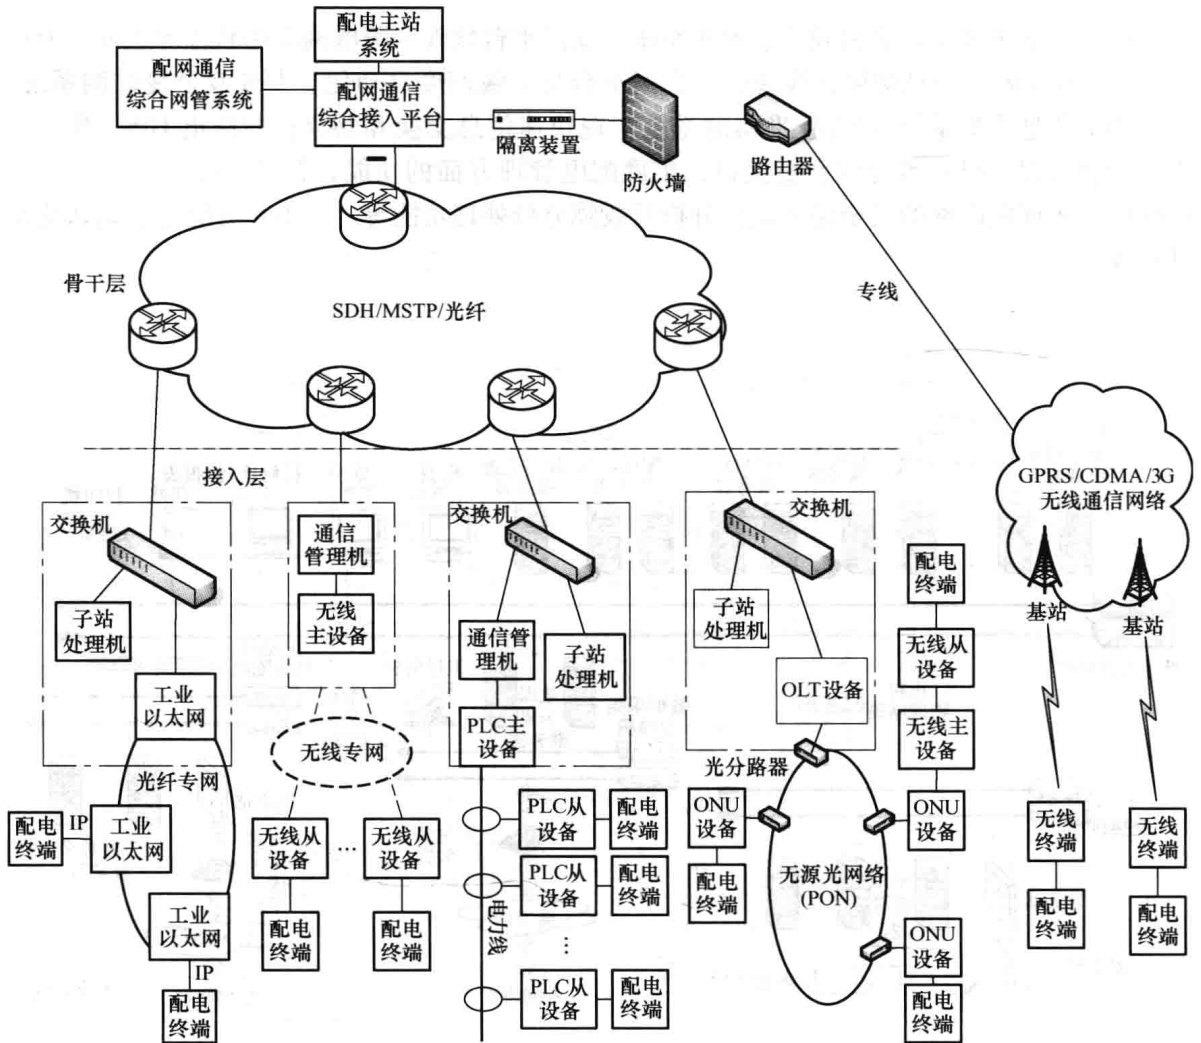 配电主站
系统
配网通信
综合网管系统
配网通信
综合接入平台
隔离装置
防火墙
路由器
骨干层
SDH/MSTP/光纤
专线
接入层
GPRS/CDMA/3G
无线通信网络
基站
基站
交换机
子站
处理机
工业
以太网
光纤专网
工业
以太网
IP
配电
终端
工业
以太网
IP
配电
终端
通信
管理机
无线
主设备
无线专网
无线从
设备
...
无线从
设备
配电
终端
配电
终端
交换机
通信管
理机
子站
处理机
PLC主
设备
电力线
PLC从
设备
配电
终端
PLC从
设备
配电
终端
...
PLC从
设备
配电
终端
交换机
子站
处理机
OLT设备
光分路器
ONU
设备
配电
终端
无源光网络
(PON)
配电
终端
无线从
设备
无线主
设备
ONU
设备
ONU
设备
配电
终端
无线
终端
配电
终端
无线
终端
配电
终端